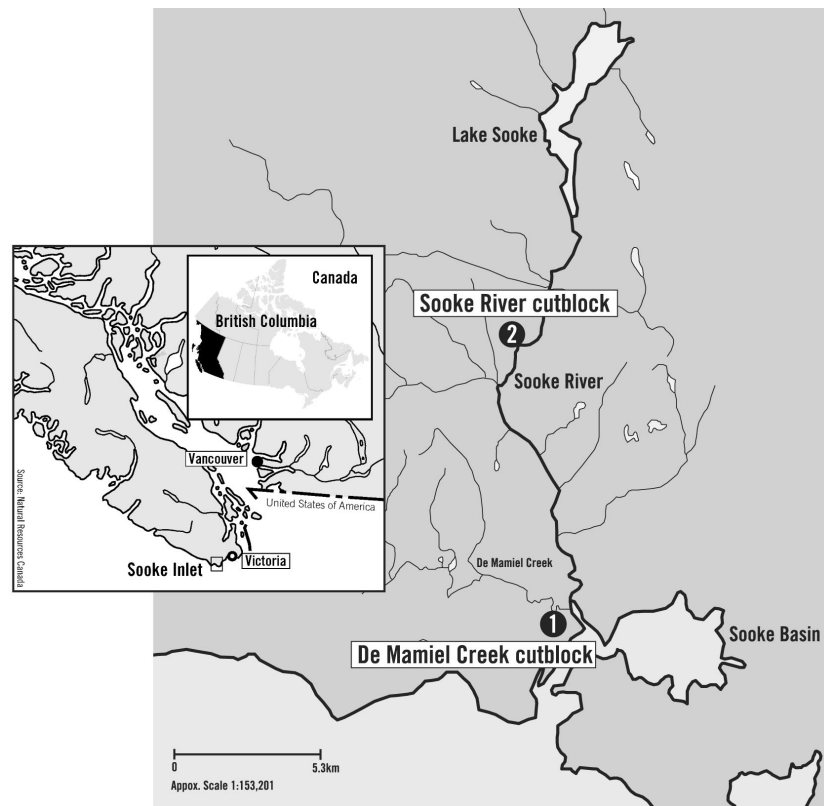 Lake Sooke
Canada
British Columbia
Sooke River cutblock
2
Sooke River
Vancouver
United States of America
Source: Natural Resources Canada
Victoria
Sooke Inlet
De Mamiel Creek
1
Sooke Basin
De Mamiel Creek cutblock
0
5.3km
Appox. Scale 1:153,201